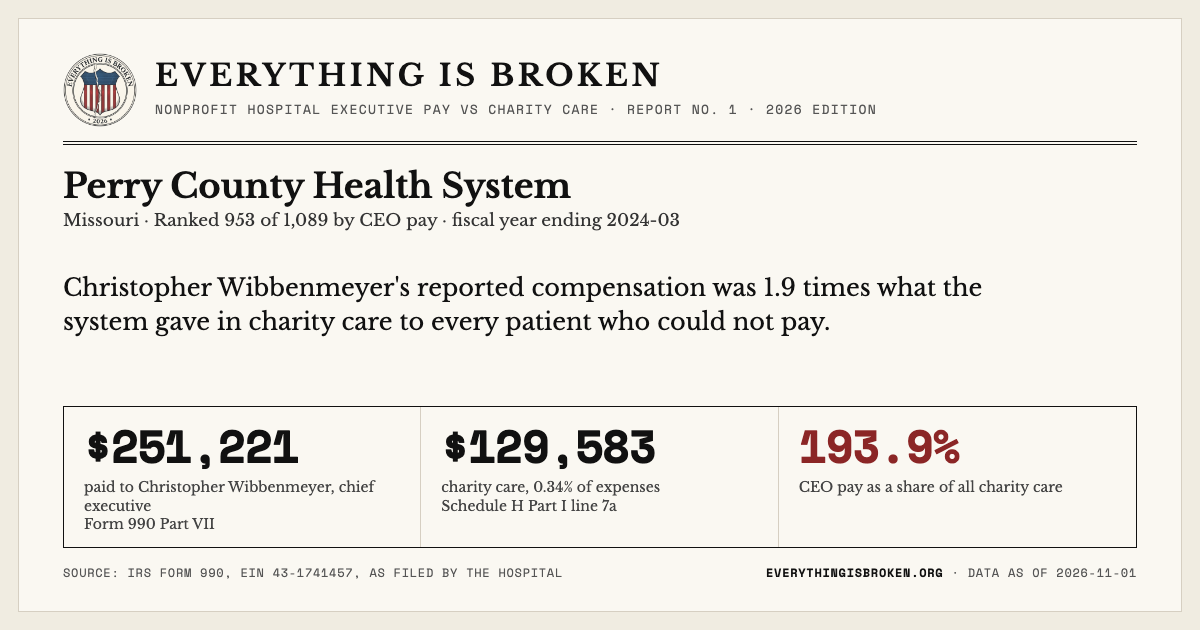 EVERYTHING IS BROKEN
• 2026 •
EVERYTHING IS BROKEN
NONPROFIT HOSPITAL EXECUTIVE PAY VS CHARITY CARE · REPORT NO. 1 · 2026 EDITION
Perry County Health System
Missouri · Ranked 953 of 1,089 by CEO pay · fiscal year ending 2024-03
Christopher Wibbenmeyer's reported compensation was 1.9 times what the
system gave in charity care to every patient who could not pay.
$251,221
paid to Christopher Wibbenmeyer, chief
executive
Form 990 Part VII
$129,583
charity care, 0.34% of expenses
Schedule H Part I line 7a
193.9%
CEO pay as a share of all charity care
SOURCE: IRS FORM 990, EIN 43-1741457, AS FILED BY THE HOSPITAL
EVERYTHINGISBROKEN.ORG · DATA AS OF 2026-11-01